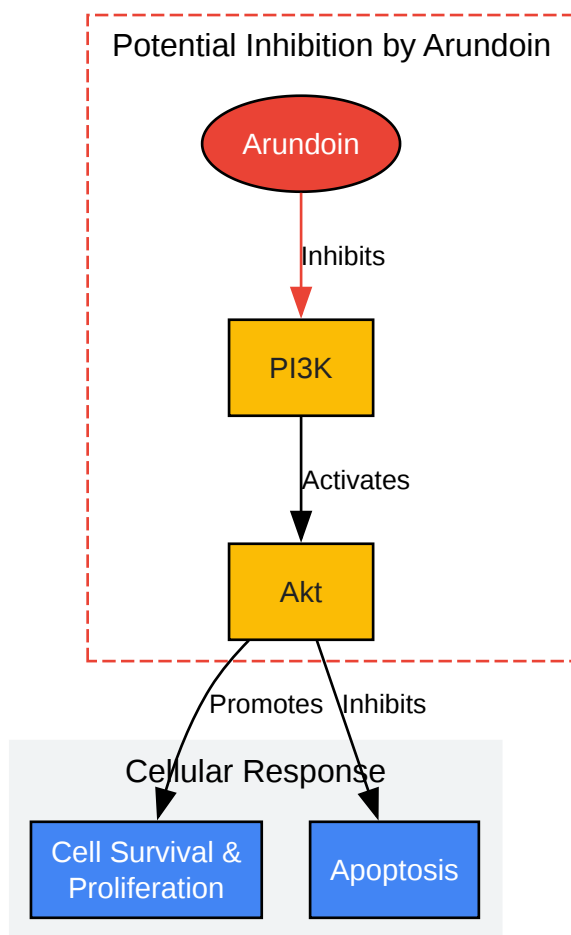 Potential Inhibition by Arundoin
Arundoin
Inhibits
PI3K
Activates
Akt
Promotes
Inhibits
Cellular Response
Cell Survival &
Proliferation
Apoptosis